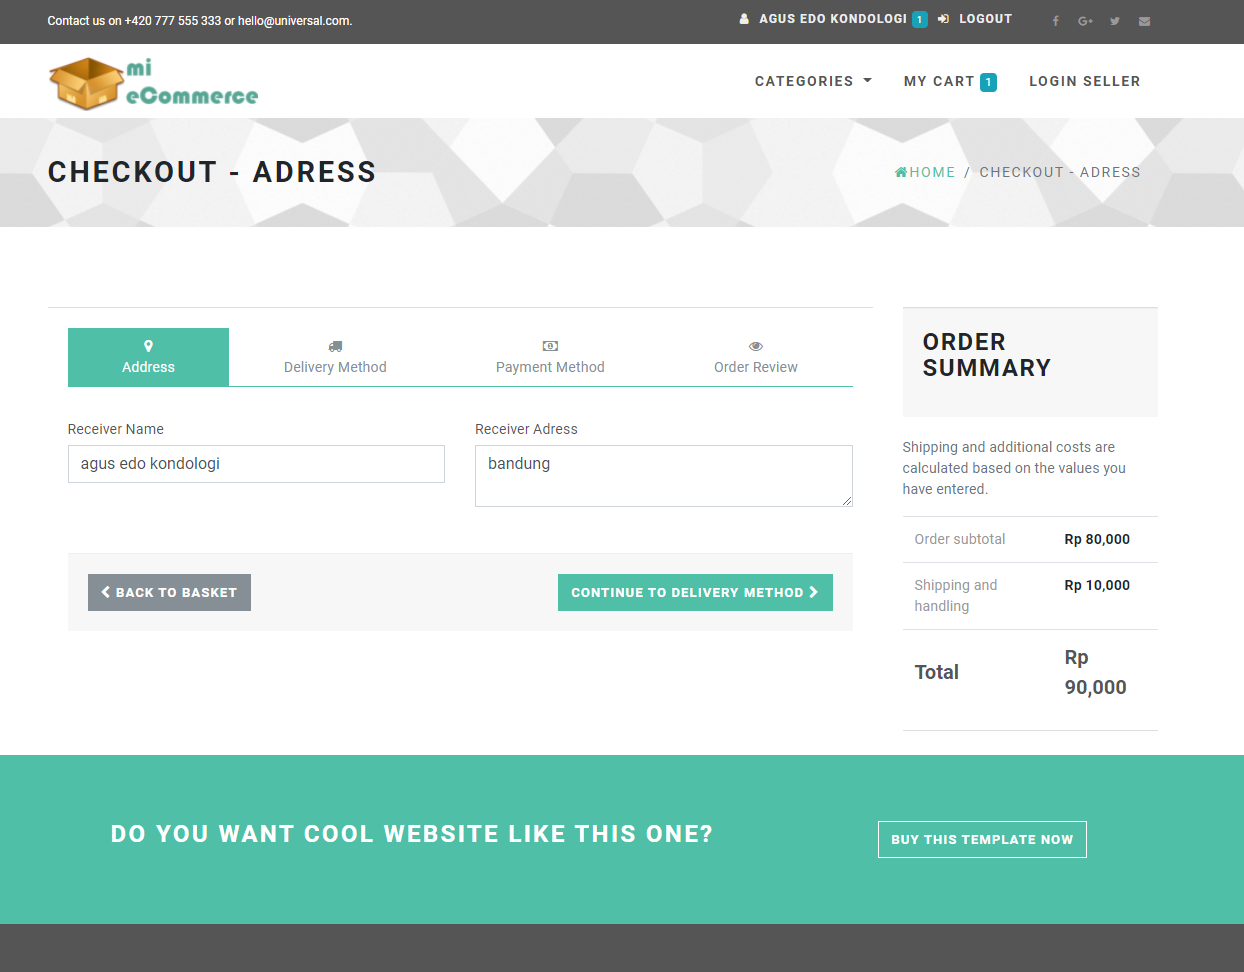 Contact us on +420 777 555 333 or hello@universal.com.
AGUS EDO KONDOLOGI 1 LOGOUT
mi
eCommerce
CATEGORIES MY CART 1 LOGIN SELLER
CHECKOUT - ADRESS
HOME / CHECKOUT - ADRESS
Address
Delivery Method
Payment Method
Order Review
Receiver Name
agus edo kondologi
Receiver Adress
bandung
BACK TO BASKET
CONTINUE TO DELIVERY METHOD
ORDER
SUMMARY
Shipping and additional costs are
calculated based on the values you
have entered.
Order subtotal Rp 80,000
Shipping and Rp 10,000
handling
Total Rp
90,000
DO YOU WANT COOL WEBSITE LIKE THIS ONE?
BUY THIS TEMPLATE NOW